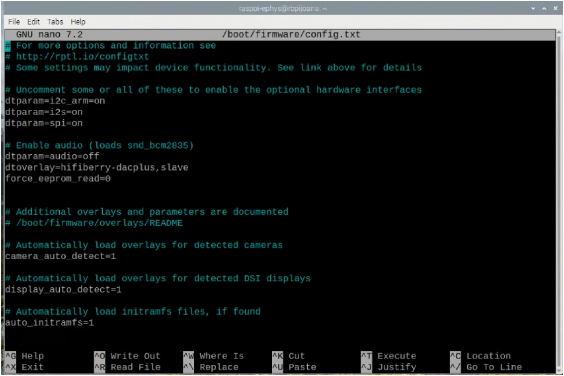 rasppi-ephys@rbpijosra: ~
File Edit Tabs Help
GNU nano 7.2 /boot/firmware/config.txt
# For more options and information see
# http://rptl.io/configtxt
# Some settings may impact device functionality. See link above for details
# Uncomment some or all of these to enable the optional hardware interfaces
dtparam=i2c_arm=on
dtparam=i2s=on
dtparam=spi=on
# Enable audio (loads snd_bcm2835)
dtparam=audio=off
dtoverlay=hifiberry-dacplus,slave
force_eeprom_read=0
# Additional overlays and parameters are documented
# /boot/firmware/overlays/README
# Automatically load overlays for detected cameras
camera_auto_detect=1
# Automatically load overlays for detected DSI displays
display_auto_detect=1
# Automatically load initramfs files, if found
auto_initramfs=1
^G Help ^O Write Out ^W Where Is ^K Cut ^T Execute ^C Location
^X Exit ^R Read File ^\ Replace ^U Paste ^J Justify ^/ Go To Line